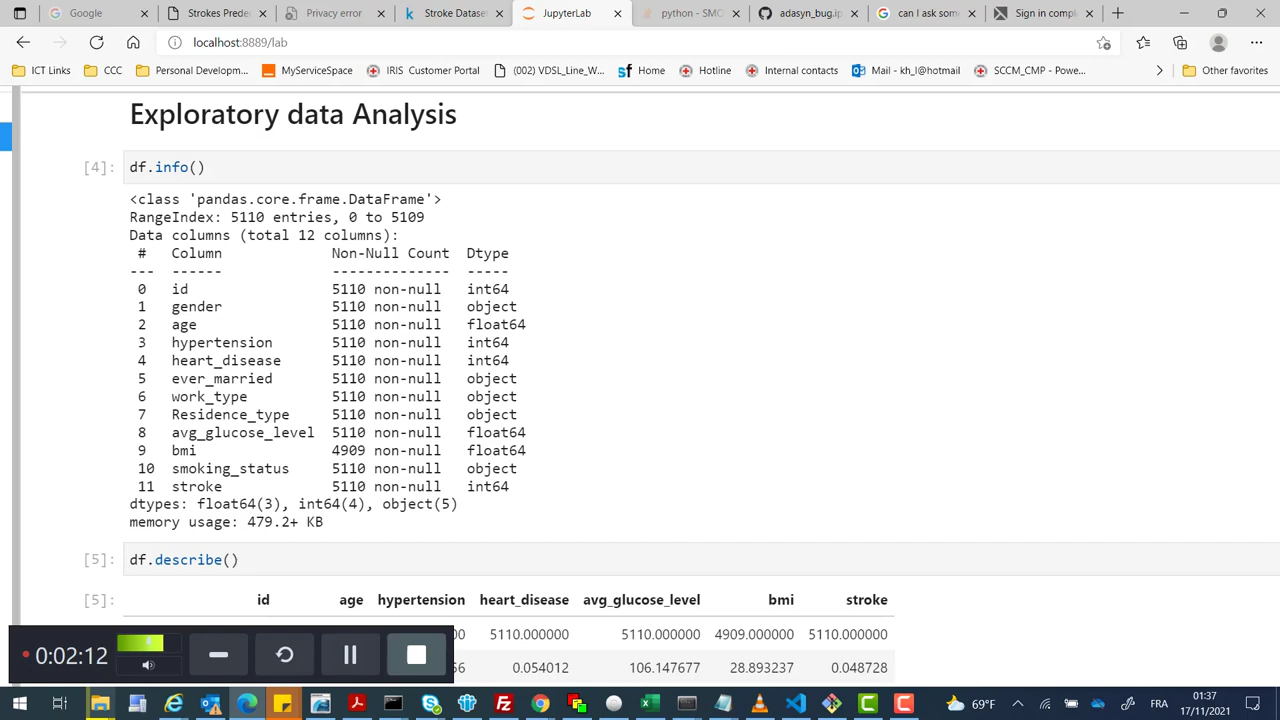 Google
Strokes Prede
Privacy error
Stroke Datase
JupyterLab
python - SMC
adasyn_bug.ip
can I ask som
Sign in comple
localhost:8889/lab
ICT Links
CCC
Personal Developm...
MyServiceSpace
IRIS Customer Portal
(002) VDSL_Line_W...
Home
Hotline
Internal contacts
Mail - kh_l@hotmail
SCCM_CMP - Powe...
Other favorites
Exploratory data Analysis
[4]: df.info()
<class 'pandas.core.frame.DataFrame'>
RangeIndex: 5110 entries, 0 to 5109
Data columns (total 12 columns):
# Column Non-Null Count Dtype
--- ------ -------------- -----
0 id 5110 non-null int64
1 gender 5110 non-null object
2 age 5110 non-null float64
3 hypertension 5110 non-null int64
4 heart_disease 5110 non-null int64
5 ever_married 5110 non-null object
6 work_type 5110 non-null object
7 Residence_type 5110 non-null object
8 avg_glucose_level 5110 non-null float64
9 bmi 4909 non-null float64
10 smoking_status 5110 non-null object
11 stroke 5110 non-null int64
dtypes: float64(3), int64(4), object(5)
memory usage: 479.2+ KB
[5]: df.describe()
[5]: id age hypertension heart_disease avg_glucose_level bmi stroke
00 5110.000000 5110.000000 4909.000000 5110.000000
56 0.054012 106.147677 28.893237 0.048728
0:02:12
69°F
01:37
17/11/2021